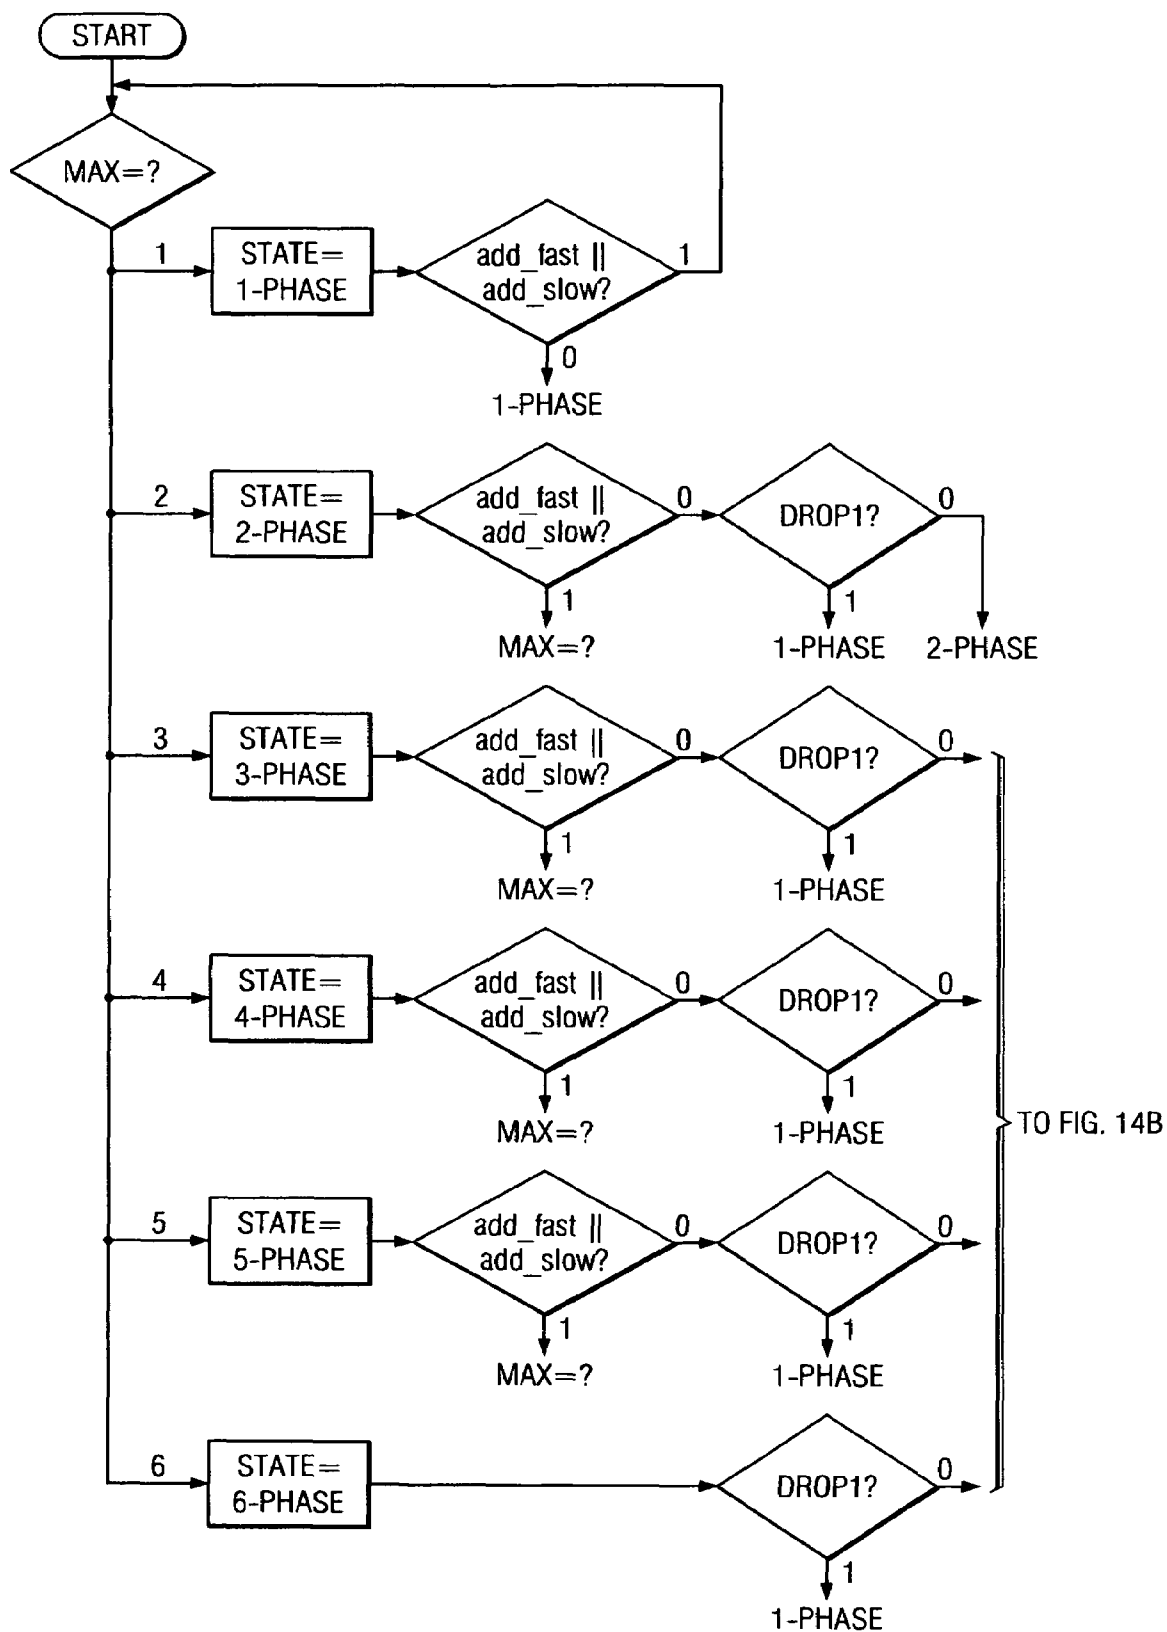 START
MAX=?
1
STATE=
1-PHASE
add_fast ||
add_slow?
1
0
1-PHASE
2
STATE=
2-PHASE
add_fast ||
add_slow?
0
DROP1?
0
1
1
MAX=?
1-PHASE
2-PHASE
3
STATE=
3-PHASE
add_fast ||
add_slow?
0
DROP1?
0
1
1
MAX=?
1-PHASE
4
STATE=
4-PHASE
add_fast ||
add_slow?
0
DROP1?
0
1
1
MAX=?
1-PHASE
TO FIG. 14B
5
STATE=
5-PHASE
add_fast ||
add_slow?
0
DROP1?
0
1
1
MAX=?
1-PHASE
6
STATE=
6-PHASE
DROP1?
0
1
1-PHASE